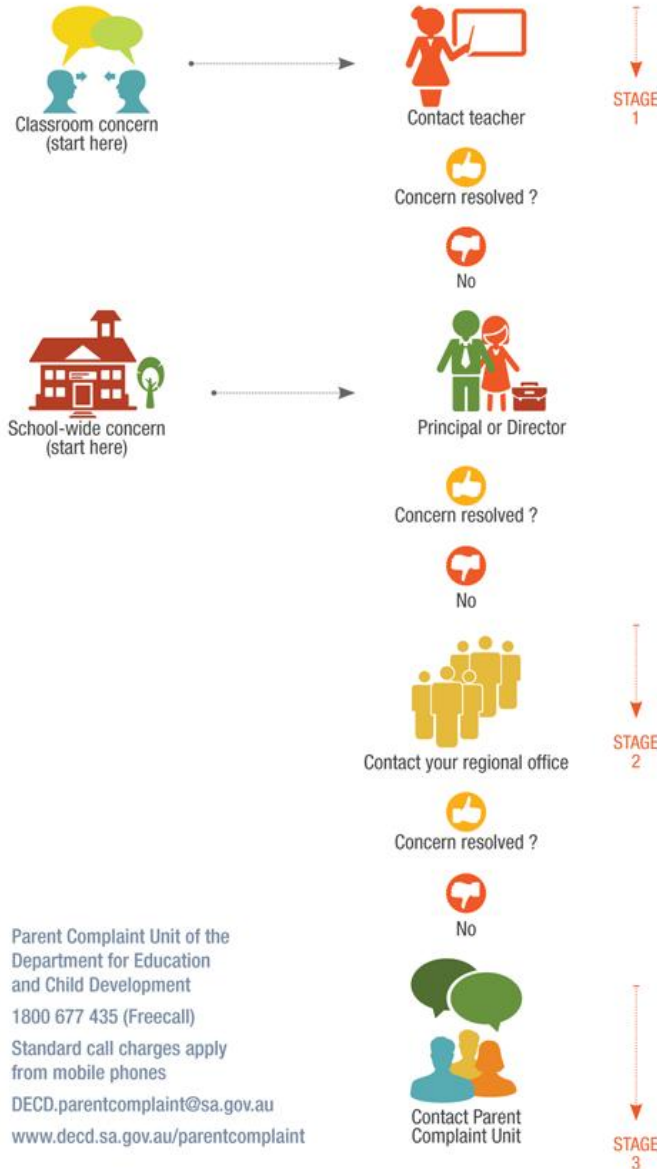 Classroom concern
(start here)
Contact teacher
STAGE
1
Concern resolved ?
No
School-wide concern
(start here)
Principal or Director
Concern resolved ?
No
Contact your regional office
STAGE
2
Concern resolved ?
No
Parent Complaint Unit of the
Department for Education
and Child Development
1800 677 435 (Freecall)
Standard call charges apply
from mobile phones
DECD.parentcomplaint@sa.gov.au
www.decd.sa.gov.au/parentcomplaint
Contact Parent
Complaint Unit
STAGE
3